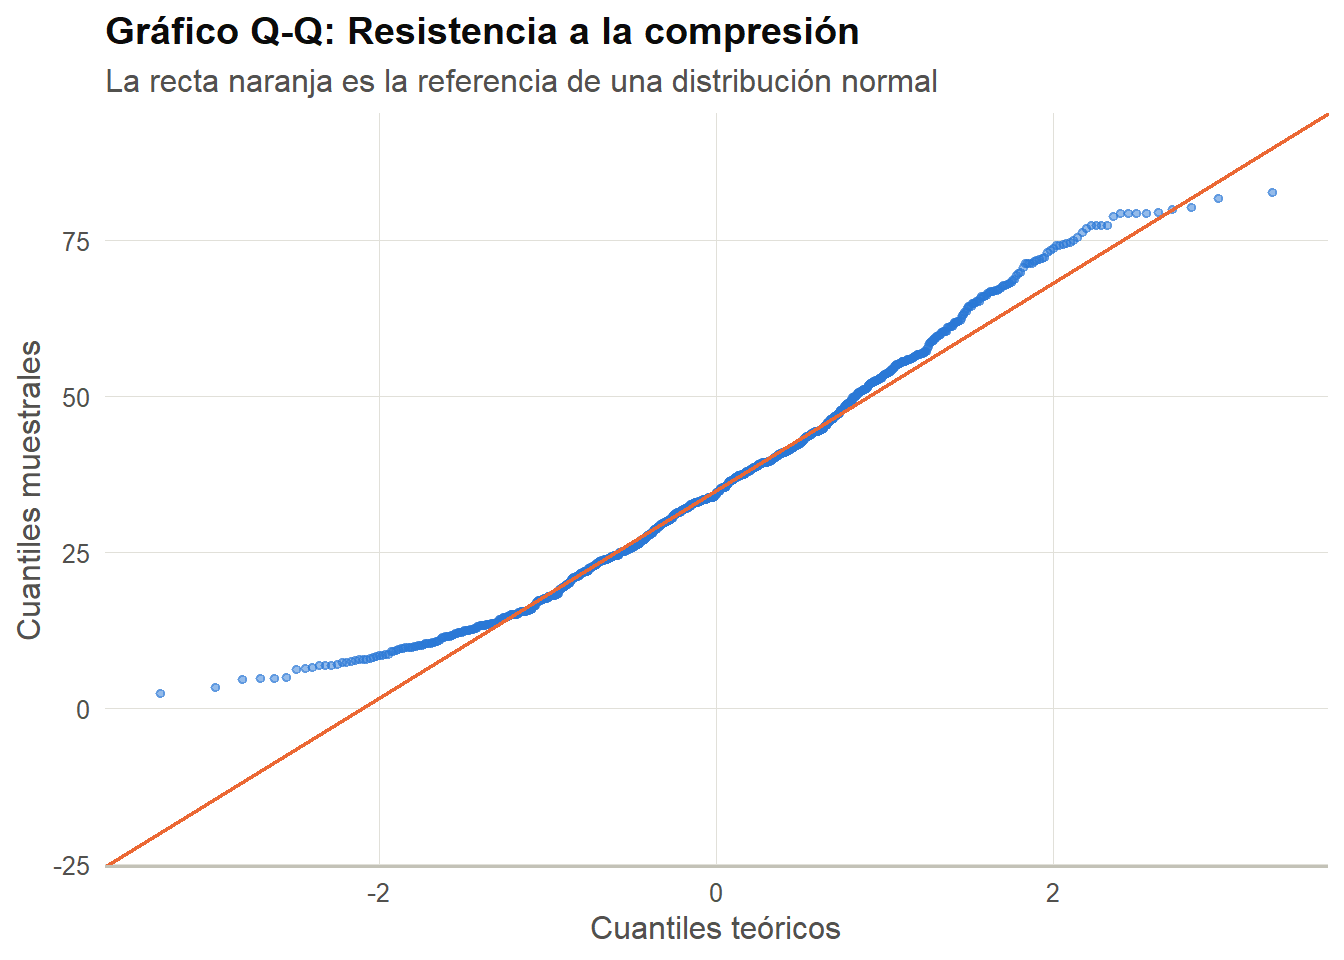 Gráfico Q-Q: Resistencia a la compresión
La recta naranja es la referencia de una distribución normal
Cuantiles muestrales
75
50
25
0
-25
-2
0
2
Cuantiles teóricos